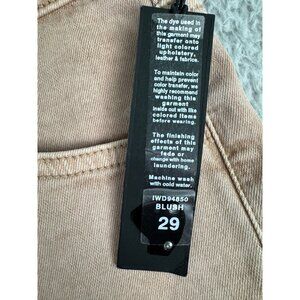 The dye used in
the making of
this garment may
transfer onto
light colored
upholstery,
leather & fabrics.
To maintain color
and help prevent
color transfer, we
highly recommend
washing this
garment
inside out with like
colored items
before wearing.
The finishing
effects of this
garment may
fade or
change with home
laundering.
Machine wash
with cold water.
IWD94850
BLUSH
29